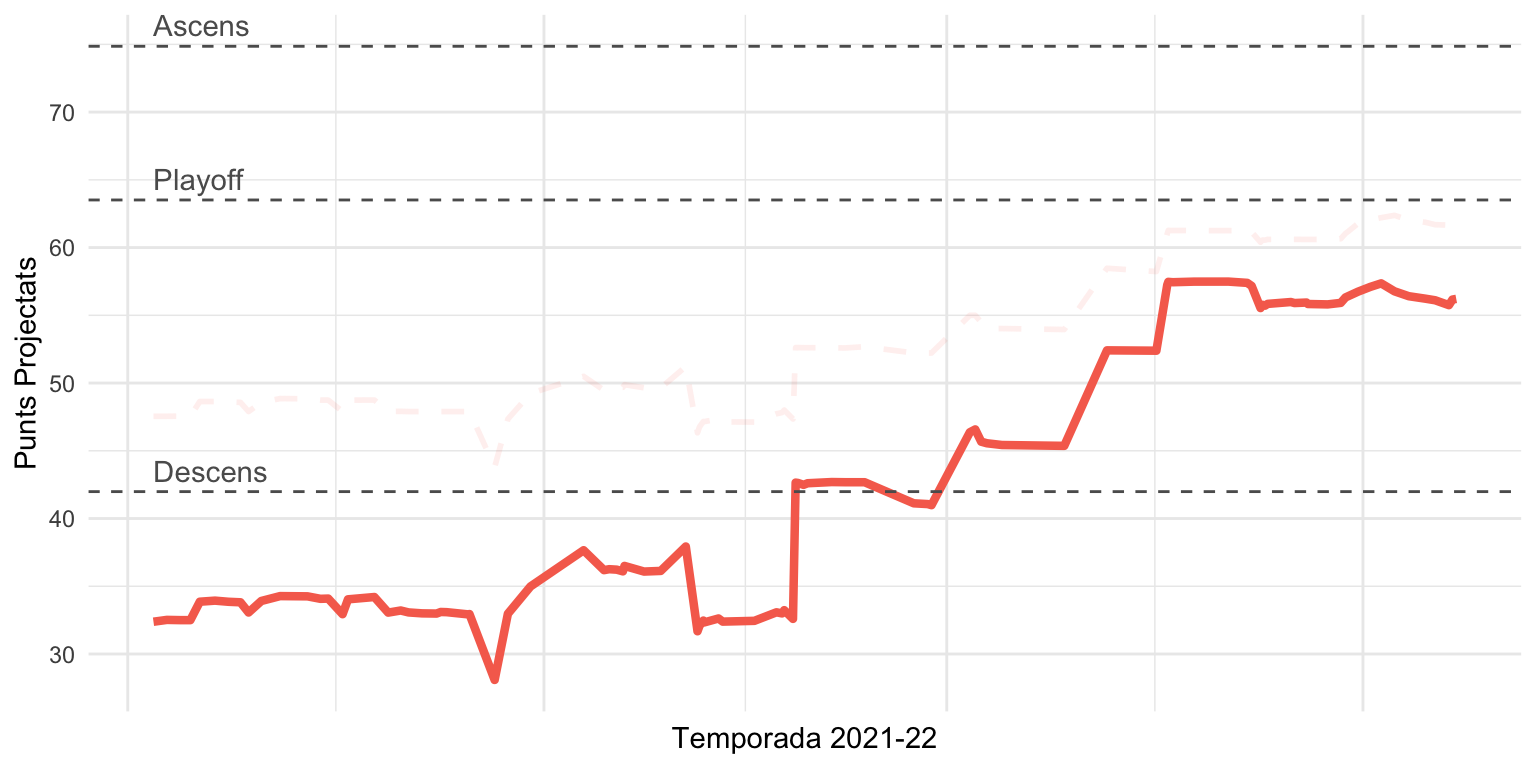 Ascens
70
Playoff
60
50
Descens
40
30
Punts Projectats
Temporada 2021-22